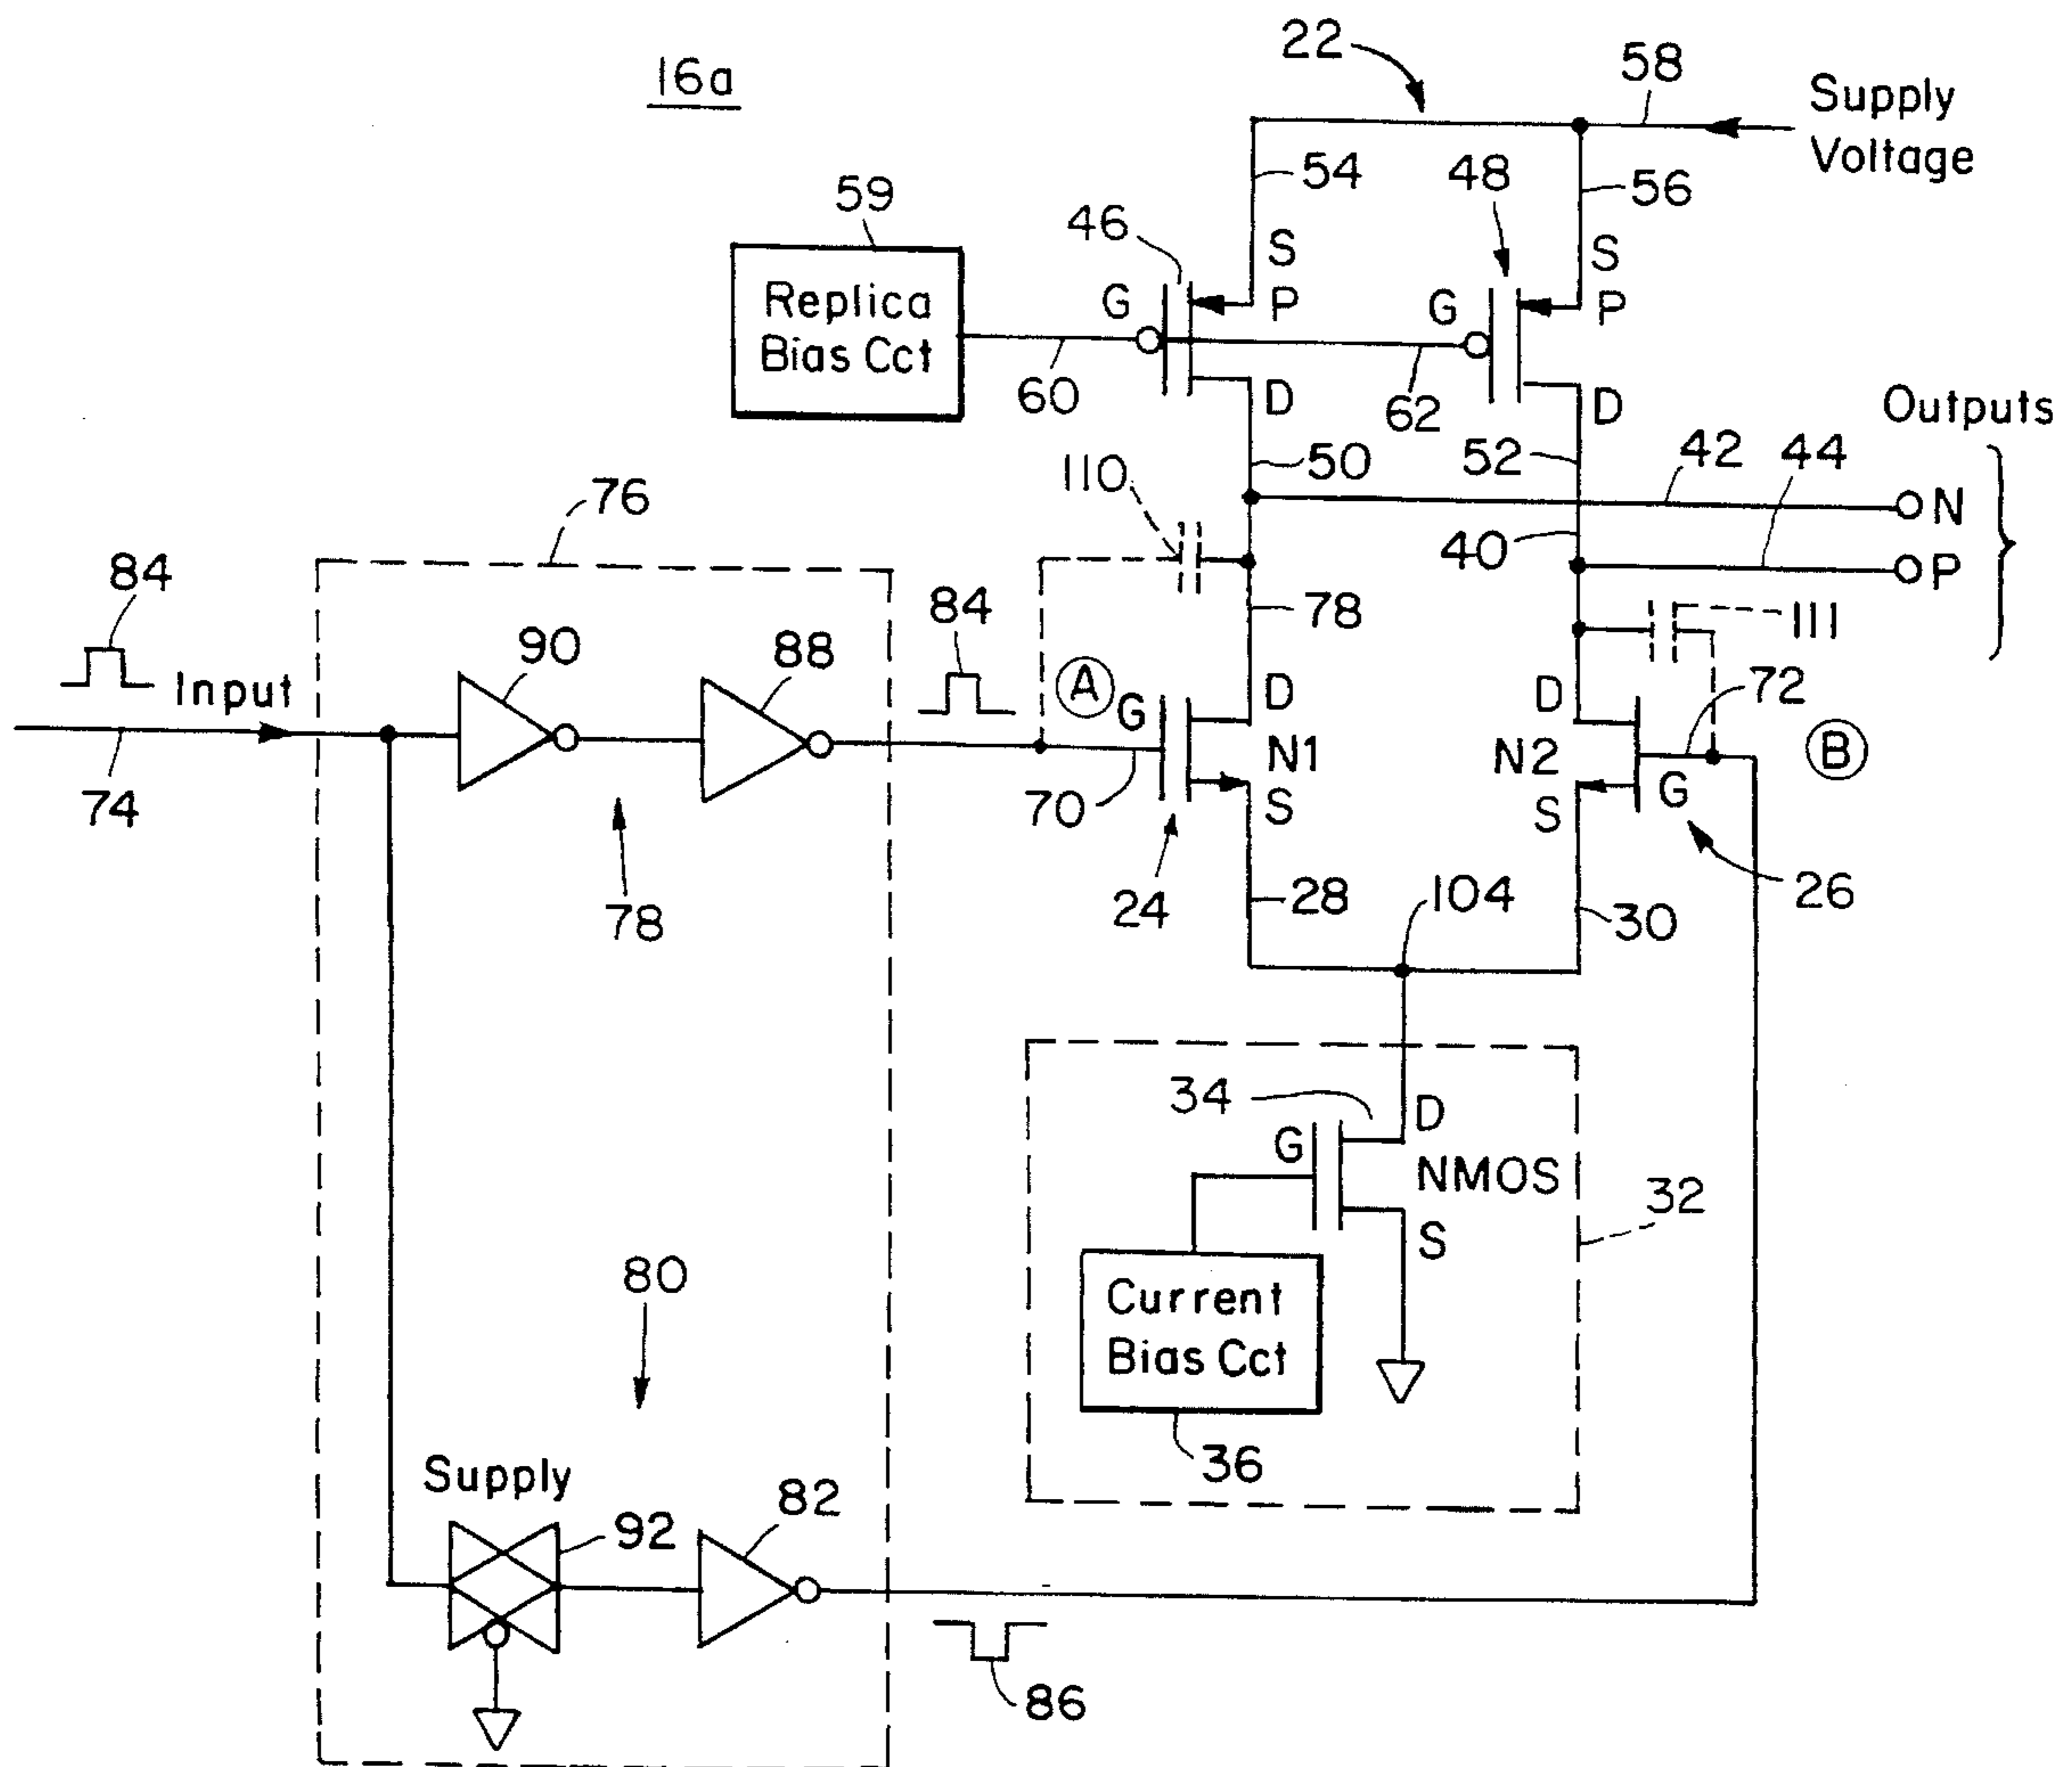 16a
22
58
Supply
Voltage
54
48
56
59
46
S
S
Replica
Bias Cct
G
P
G
P
60
D
62
D
Outputs
110
50
52
42
44
N
76
40
P
84
84
78
111
90
88
A
G
D
D
72
Input
N1
N2
B
74
70
S
S
G
78
24
28
104
30
26
34
D
G
NMOS
32
S
80
Current
Bias Cct
36
Supply
92
82
86